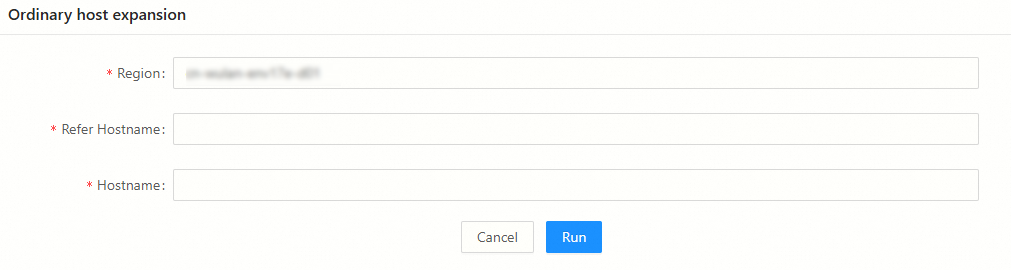 Ordinary host expansion
* Region:
* Refer Hostname:
* Hostname:
Cancel Run